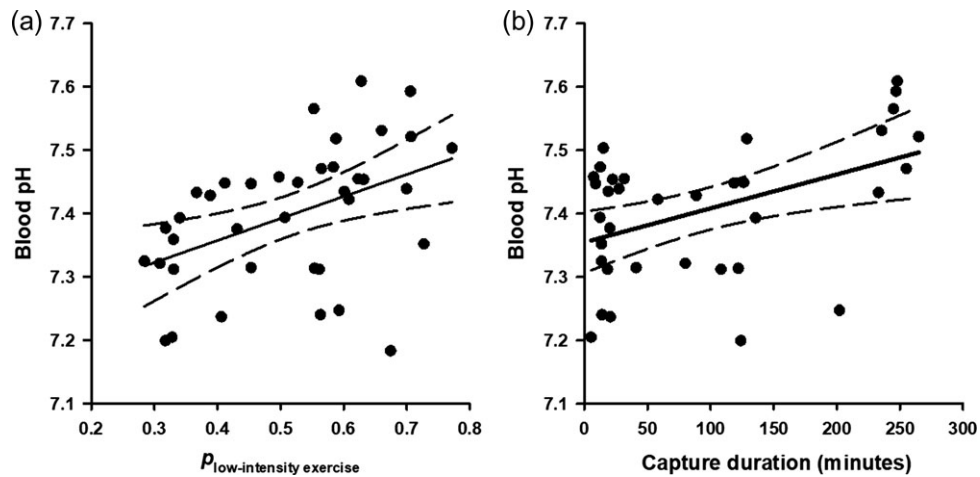 (a)
7.7
7.6
7.5
7.4
7.3
7.2
7.1
Blood pH
0.2 0.3 0.4 0.5 0.6 0.7 0.8
p low-intensity exercise
(b)
7.7
7.6
7.5
7.4
7.3
7.2
7.1
Blood pH
0 50 100 150 200 250 300
Capture duration (minutes)